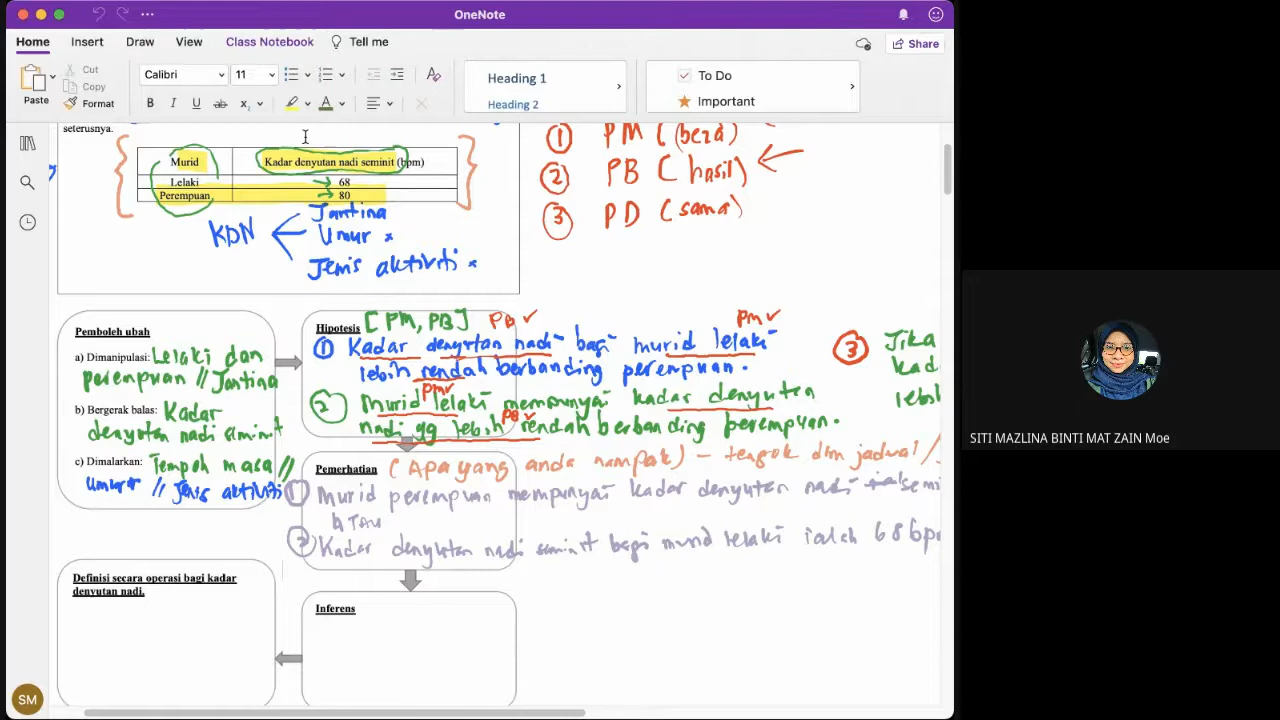 OneNote
Home Insert Draw View Class Notebook Tell me Share
Paste Cut Copy Format
Calibri 11
B I U ab x
Heading 1
Heading 2
To Do
Important
seterusnya.
Murid Kadar denyutan nadi seminit (bpm)
Lelaki → 68
Perempuan → 80
KDN
Jantina
Umur ×
Jenis aktiviti ×
① PM (beza)
② PB (hasil)
③ PD (sama)
Pemboleh ubah
a) Dimanipulasi: Lelaki dan
perempuan // Jantina
b) Bergerak balas: Kadar
denyutan nadi seminit
c) Dimalarkan: Tempoh masa //
Umur // Jenis aktiviti
Hipotesis [PM, PB] PB ✓ PM ✓
① Kadar denyutan nadi bagi murid lelaki
lebih rendah berbanding perempuan.
PM ✓
② Murid lelaki mempunyai kadar denyutan
PB ✓
nadi yg lebih rendah berbanding perempuan.
③ Jika
kad
lebih
Pemerhatian (Apa yang anda nampak) - tengok dlm jadual /
① Murid perempuan mempunyai kadar denyutan nadi semi
ATAU
② Kadar denyutan nadi seminit bagi murid lelaki ialah 68 bp
Definisi secara operasi bagi kadar
denyutan nadi.
Inferens
SM
SITI MAZLINA BINTI MAT ZAIN Moe